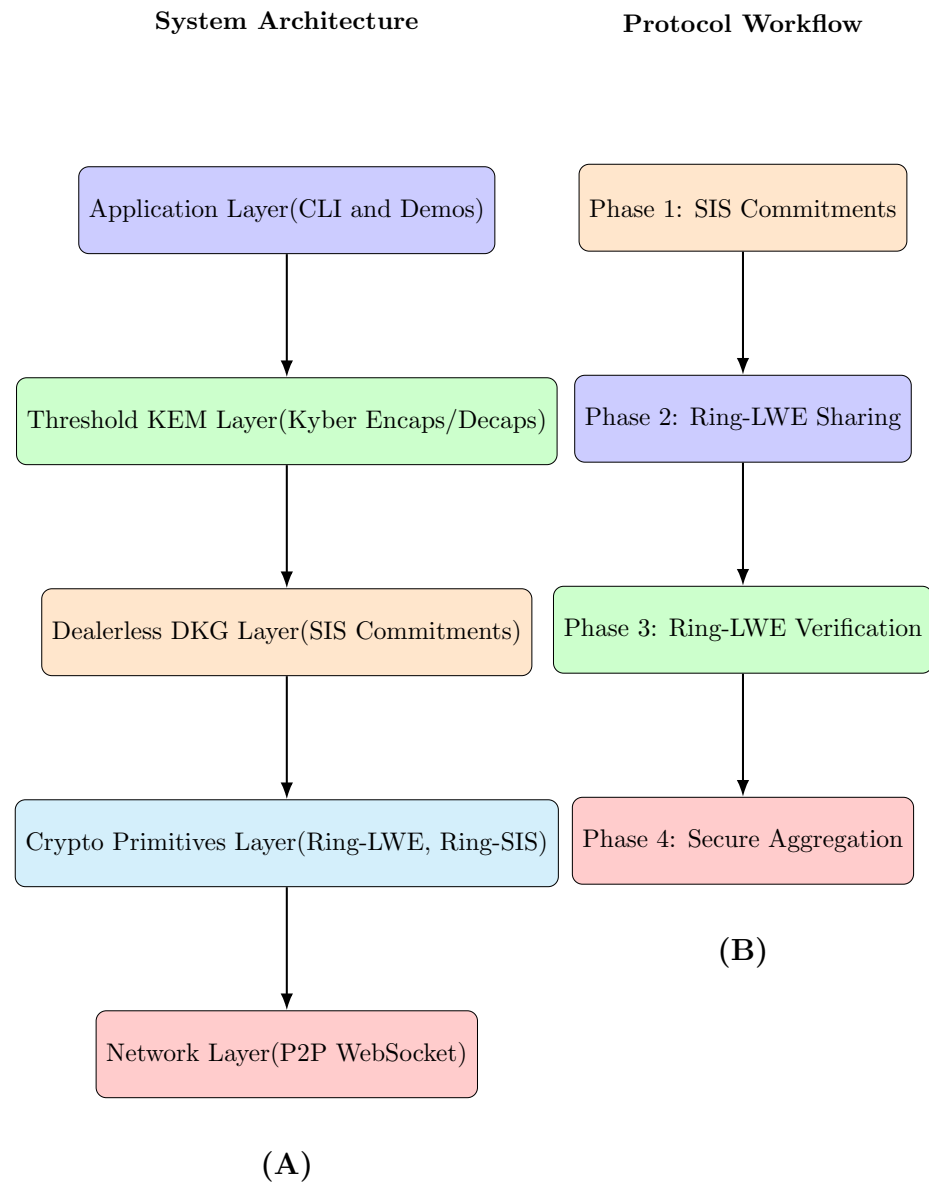 System Architecture
Application Layer(CLI and Demos)
Threshold KEM Layer(Kyber Encaps/Decaps)
Dealerless DKG Layer(SIS Commitments)
Crypto Primitives Layer(Ring-LWE, Ring-SIS)
Network Layer(P2P WebSocket)
(A)
Protocol Workflow
Phase 1: SIS Commitments
Phase 2: Ring-LWE Sharing
Phase 3: Ring-LWE Verification
Phase 4: Secure Aggregation
(B)